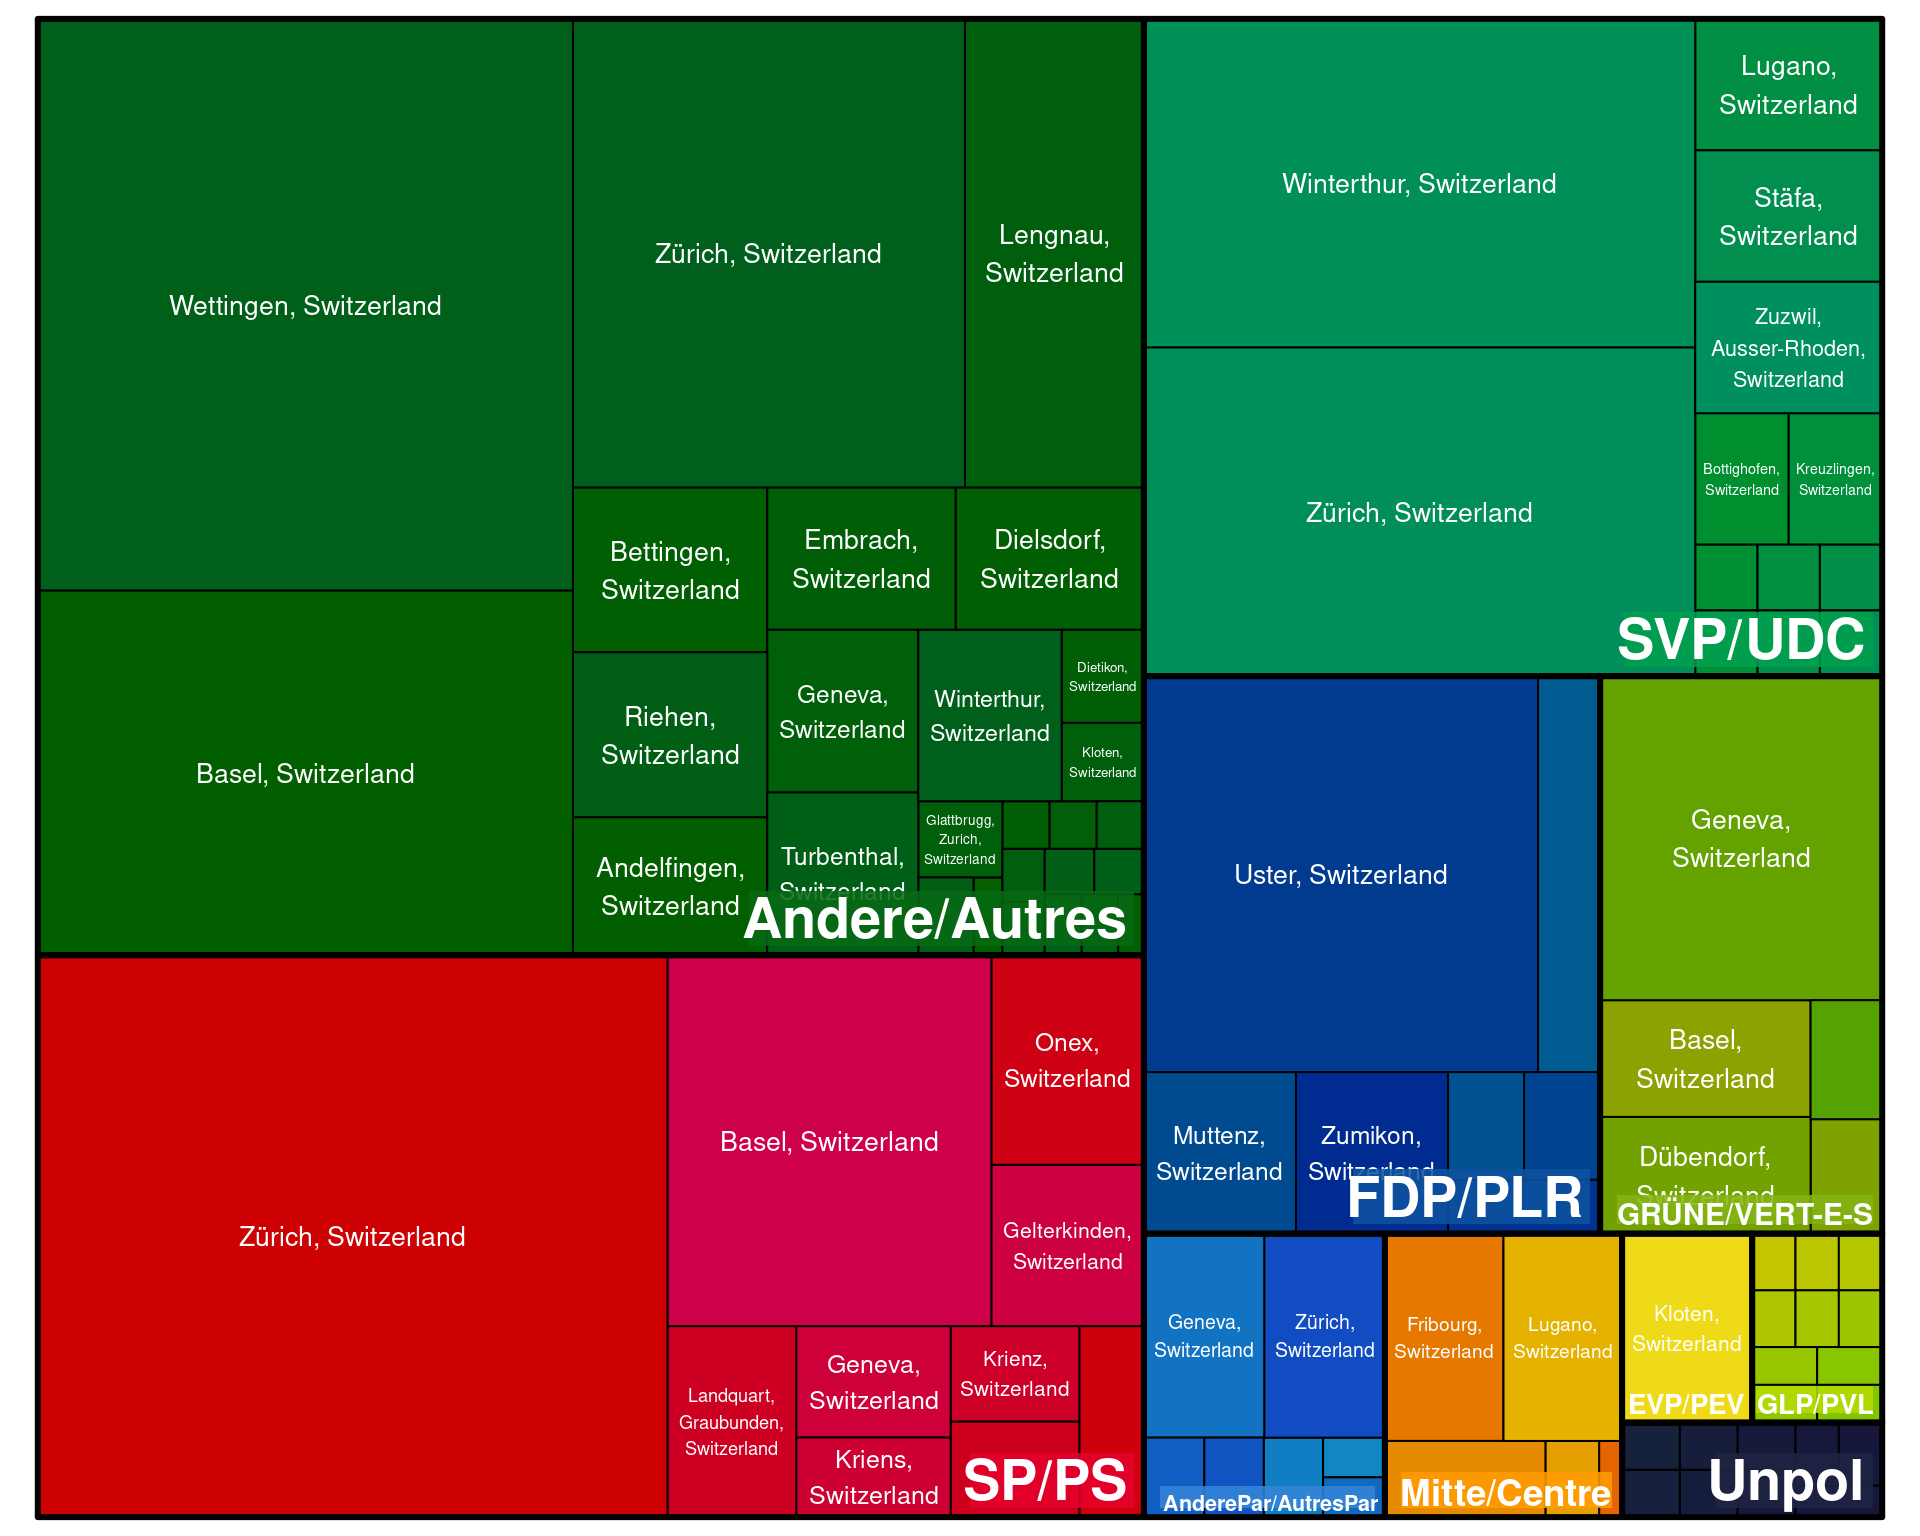 Wettingen, Switzerland
Zürich, Switzerland
Lengnau,
Switzerland
Basel, Switzerland
Bettingen,
Switzerland
Embrach,
Switzerland
Dielsdorf,
Switzerland
Riehen,
Switzerland
Geneva,
Switzerland
Winterthur,
Switzerland
Dietikon,
Switzerland
Kloten,
Switzerland
Andelfingen,
Switzerland
Turbenthal,
Switzerland
Glattbrugg,
Zurich,
Switzerland
Andere/Autres
Winterthur, Switzerland
Lugano,
Switzerland
Stäfa,
Switzerland
Zuzwil,
Ausser-Rhoden,
Switzerland
Zürich, Switzerland
Bottighofen,
Switzerland
Kreuzlingen,
Switzerland
SVP/UDC
Zürich, Switzerland
Basel, Switzerland
Onex,
Switzerland
Gelterkinden,
Switzerland
Landquart,
Graubunden,
Switzerland
Geneva,
Switzerland
Krienz,
Switzerland
Kriens,
Switzerland
SP/PS
Uster, Switzerland
Muttenz,
Switzerland
Zumikon,
Switzerland
FDP/PLR
Geneva,
Switzerland
Basel,
Switzerland
Dübendorf,
Switzerland
GRÜNE/VERT-E-S
Geneva,
Switzerland
Zürich,
Switzerland
AnderePar/AutresPar
Fribourg,
Switzerland
Lugano,
Switzerland
Mitte/Centre
Kloten,
Switzerland
EVP/PEV
GLP/PVL
Unpol